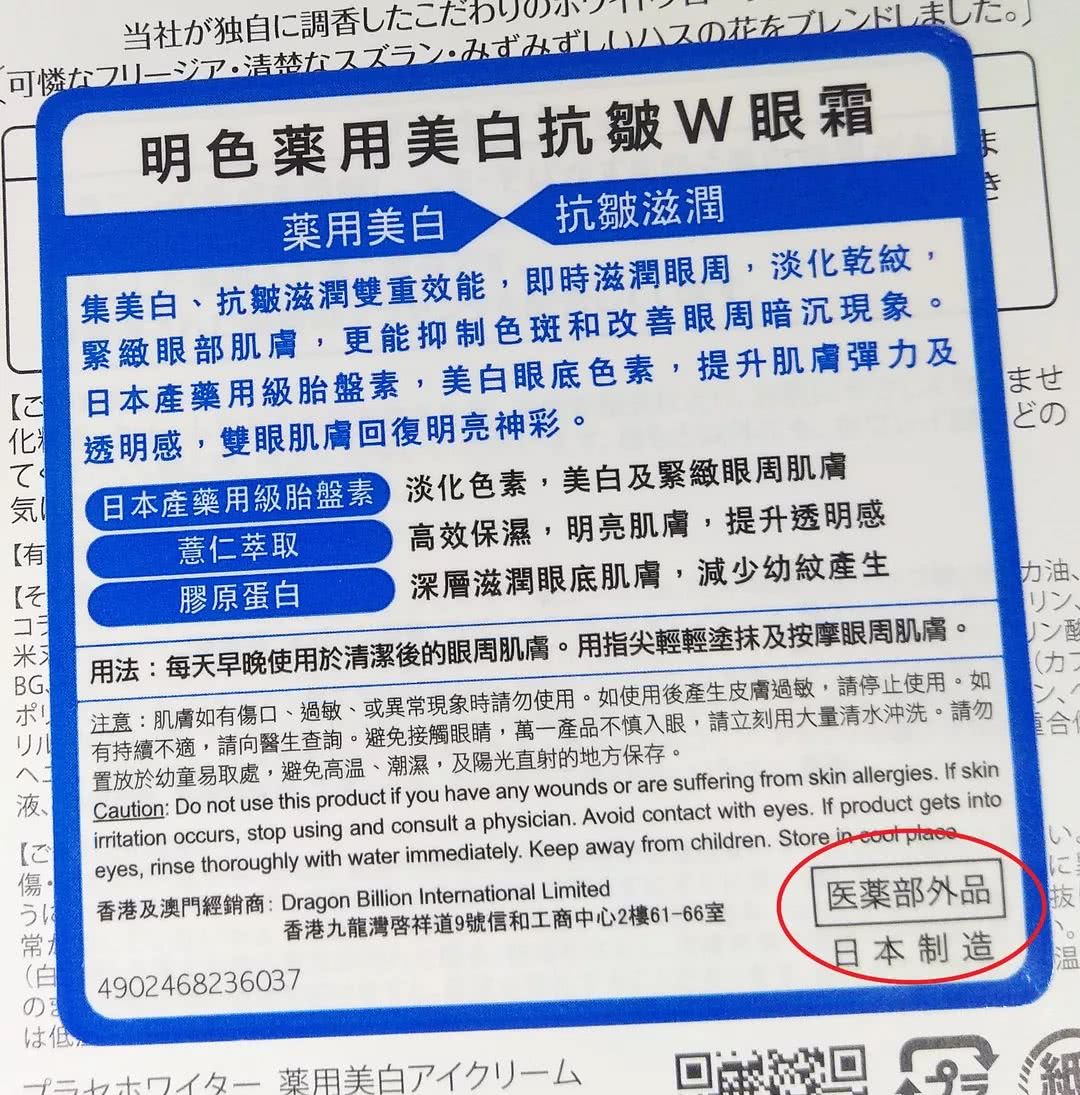 当社が独自に調香したこだわりのホワイト
可憐なフリージア・清楚なスズラン・みずみずしいハスの花をブレンドしました。
明色薬用美白抗皺W眼霜
薬用美白 抗皺滋潤
集美白、抗皺滋潤雙重效能，即時滋潤眼周，淡化乾紋，
緊緻眼部肌膚，更能抑制色斑和改善眼周暗沉現象。
日本產藥用級胎盤素，美白眼底色素，提升肌膚彈力及
透明感，雙眼肌膚回復明亮神彩。
日本產藥用級胎盤素 淡化色素，美白及緊緻眼周肌膚
薏仁萃取 高效保濕，明亮肌膚，提升透明感
膠原蛋白 深層滋潤眼底肌膚，減少幼紋產生
用法：每天早晚使用於清潔後的眼周肌膚。用指尖輕輕塗抹及按摩眼周肌膚。
注意：肌膚如有傷口、過敏、或異常現象時請勿使用。如使用後產生皮膚過敏，請停止使用。如
有持續不適，請向醫生查詢。避免接觸眼睛，萬一產品不慎入眼，請立刻用大量清水沖洗。請勿
置放於幼童易取處，避免高温、潮濕，及陽光直射的地方保存。
Caution: Do not use this product if you have any wounds or are suffering from skin allergies. If skin
irritation occurs, stop using and consult a physician. Avoid contact with eyes. If product gets into
eyes, rinse thoroughly with water immediately. Keep away from children. Store in cool place.
香港及澳門經銷商: Dragon Billion International Limited
香港九龍灣啓祥道9號信和工商中心2樓61-66室
医薬部外品
日本制造
4902468236037
プラセホワイター 薬用美白アイクリーム
プラ
紙